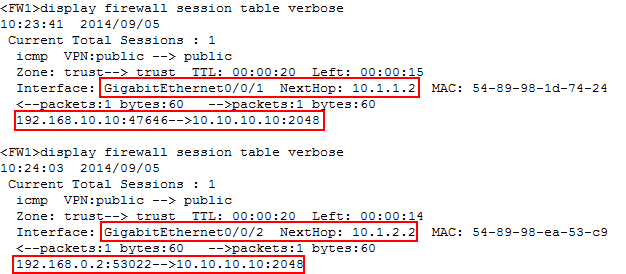 <FW1>display firewall session table verbose
10:23:41 2014/09/05
Current Total Sessions : 1
icmp VPN:public --> public
Zone: trust--> trust TTL: 00:00:20 Left: 00:00:15
Interface: GigabitEthernet0/0/1 NextHop: 10.1.1.2 MAC: 54-89-98-1d-74-24
<--packets:1 bytes:60 -->packets:1 bytes:60
192.168.10.10:47646-->10.10.10.10:2048
<FW1>display firewall session table verbose
10:24:03 2014/09/05
Current Total Sessions : 1
icmp VPN:public --> public
Zone: trust--> trust TTL: 00:00:20 Left: 00:00:14
Interface: GigabitEthernet0/0/2 NextHop: 10.1.2.2 MAC: 54-89-98-ea-53-c9
<--packets:1 bytes:60 -->packets:1 bytes:60
192.168.0.2:53022-->10.10.10.10:2048